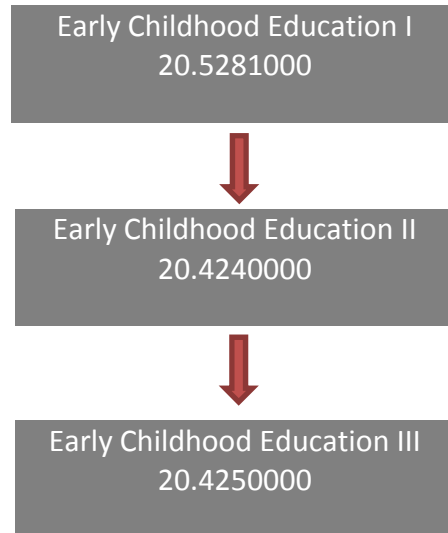 Early Childhood Education I
20.5281000
Early Childhood Education II
20.4240000
Early Childhood Education III
20.4250000